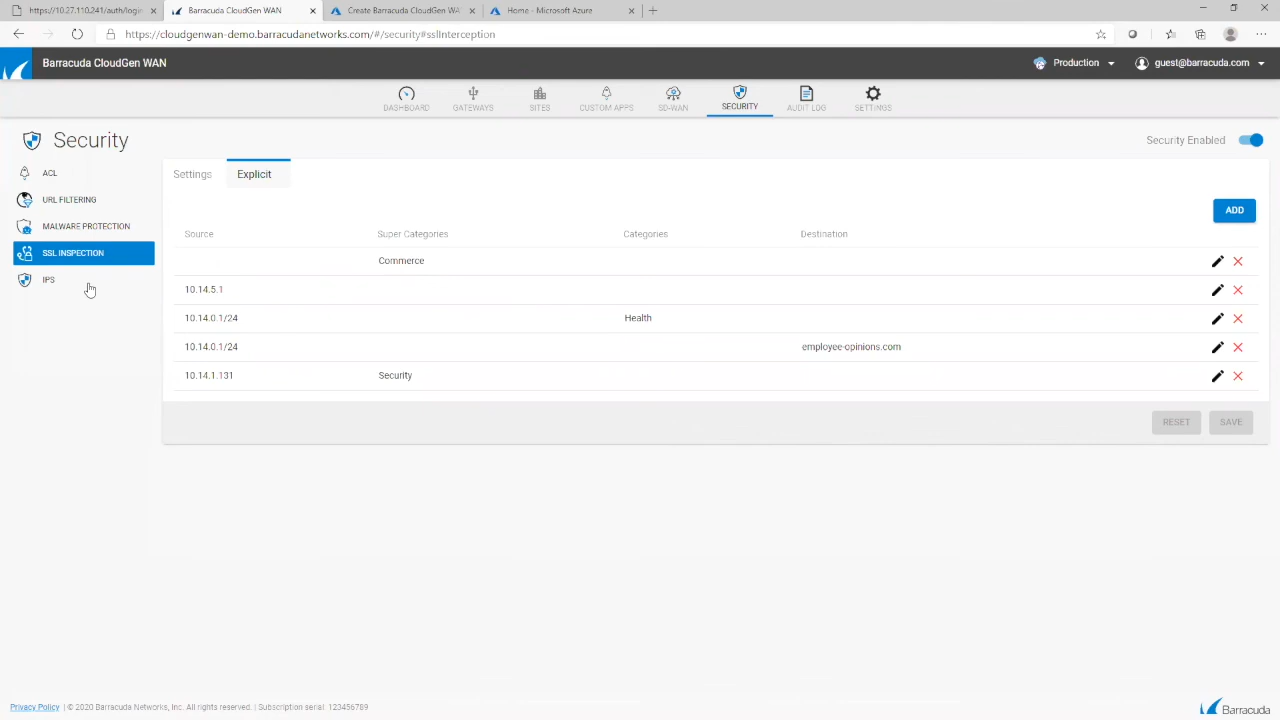 https://10.27.110.241/auth/login
Barracuda CloudGen WAN
Create Barracuda CloudGen WAN
Home - Microsoft Azure
https://cloudgenwan-demo.barracudanetworks.com/#/security#sslInterception
Barracuda CloudGen WAN
Production
guest@barracuda.com
DASHBOARD
GATEWAYS
SITES
CUSTOM APPS
SD-WAN
SECURITY
AUDIT LOG
SETTINGS
Security
Security Enabled
ACL
URL FILTERING
MALWARE PROTECTION
SSL INSPECTION
IPS
Settings
Explicit
ADD
Source Super Categories Categories Destination
Commerce
10.14.5.1
10.14.0.1/24 Health
10.14.0.1/24 employee-opinions.com
10.14.1.131 Security
RESET SAVE
Privacy Policy | © 2020 Barracuda Networks, Inc. All rights reserved. | Subscription serial: 123456789
Barracuda